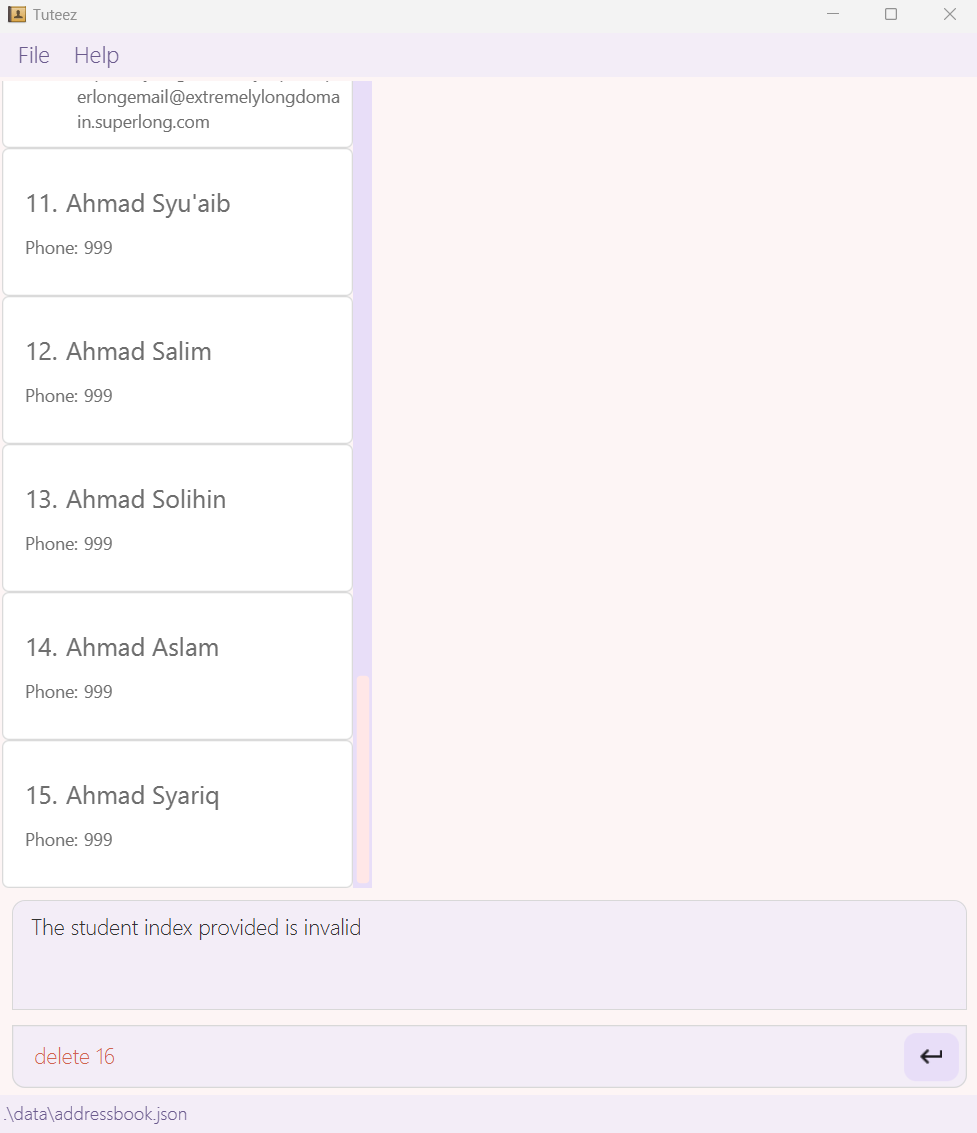 Tuteez
File Help
erlongemail@extremelylongdoma
in.superlong.com
11. Ahmad Syu'aib
Phone: 999
12. Ahmad Salim
Phone: 999
13. Ahmad Solihin
Phone: 999
14. Ahmad Aslam
Phone: 999
15. Ahmad Syariq
Phone: 999
The student index provided is invalid
delete 16
.\data\addressbook.json